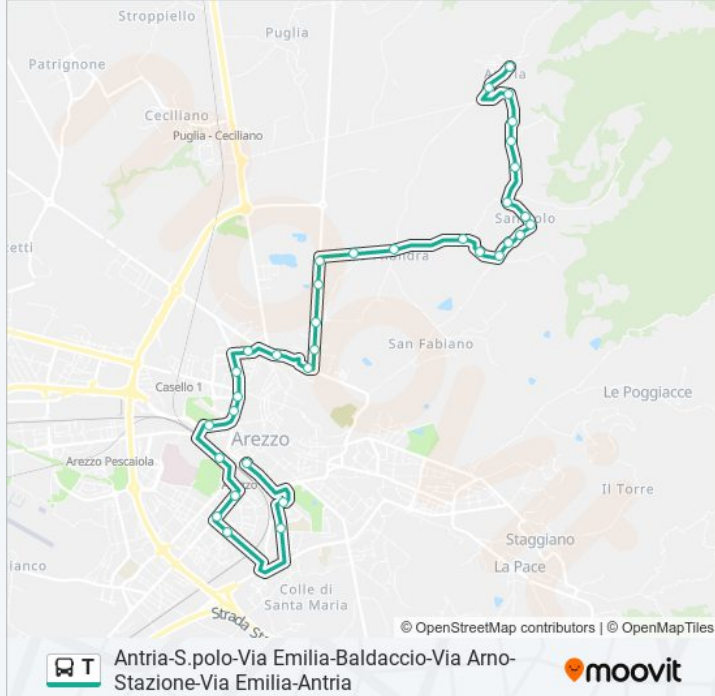 Stroppiello
Puglia
Patrignone
Ceciliano
Puglia - Ceciliano
San Fabiano
Casello 1
Le Poggiacce
Arezzo
Arezzo Pescaiola
Il Torre
Staggiano
La Pace
Colle di
Santa Maria
© OpenStreetMap contributors | © OpenMapTiles
T
Antria-S.polo-Via Emilia-Baldaccio-Via Arno-
Stazione-Via Emilia-Antria
moovit